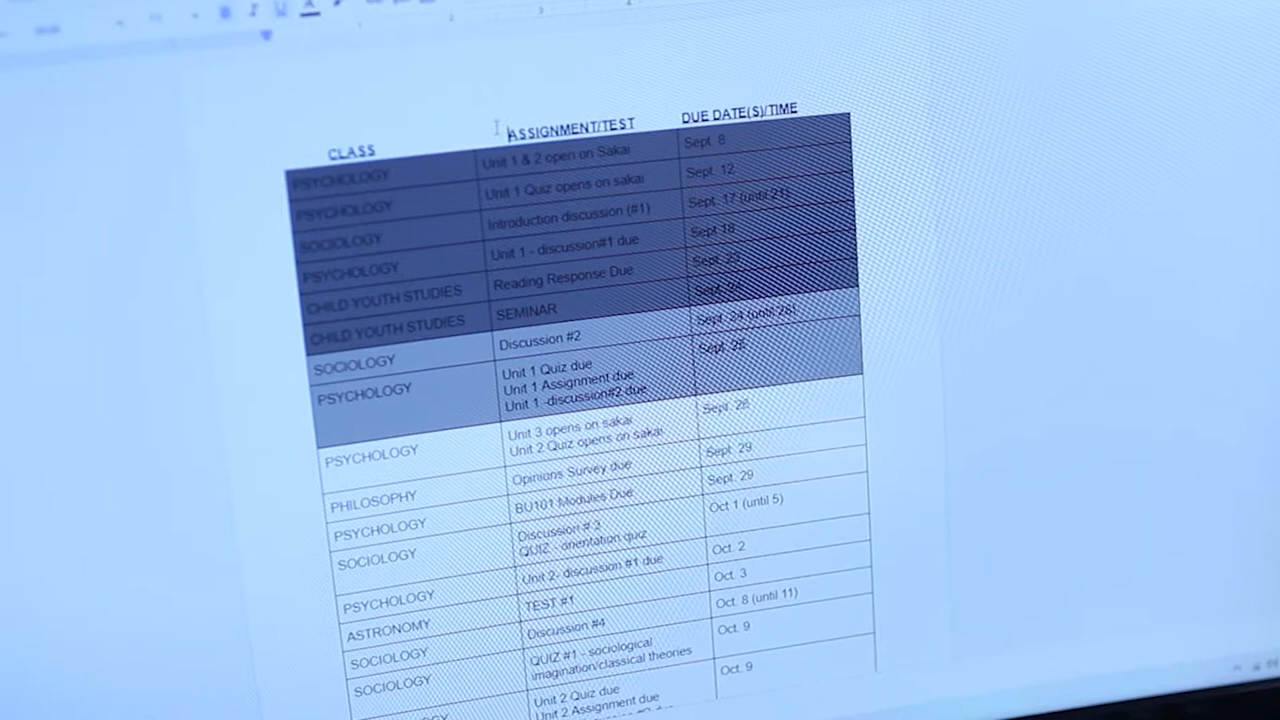 CLASS ASSIGNMENT/TEST DUE DATE(S)/TIME
PSYCHOLOGY Unit 1 & 2 open on Sakai Sept. 8
PSYCHOLOGY Unit 1 Quiz opens on sakai Sept. 12
SOCIOLOGY Introduction discussion (#1) Sept. 17 (until 21)
PSYCHOLOGY Unit 1 - discussion#1 due Sept 18
CHILD YOUTH STUDIES Reading Response Due Sept. 23
CHILD YOUTH STUDIES SEMINAR Sept.
SOCIOLOGY Discussion #2 Sept. 24 (until 28)
PSYCHOLOGY Unit 1 Quiz due Sept.
Unit 1 Assignment due
Unit 1 -discussion#2 due
PSYCHOLOGY Unit 3 opens on sakai Sept. 26
Unit 2 Quiz opens on sakai
PHILOSOPHY Opinions Survey due Sept. 29
PSYCHOLOGY BU101 Modules Due Sept. 29
SOCIOLOGY Discussion # 3 Oct 1 (until 5)
QUIZ - orientation quiz
PSYCHOLOGY Unit 2- discussion #1 due Oct. 2
ASTRONOMY TEST #1 Oct. 3
SOCIOLOGY Discussion #4 Oct. 8 (until 11)
SOCIOLOGY QUIZ #1 - sociological Oct. 9
imagination/classical theories
Unit 2 Quiz due Oct. 9
Unit 2 Assignment due